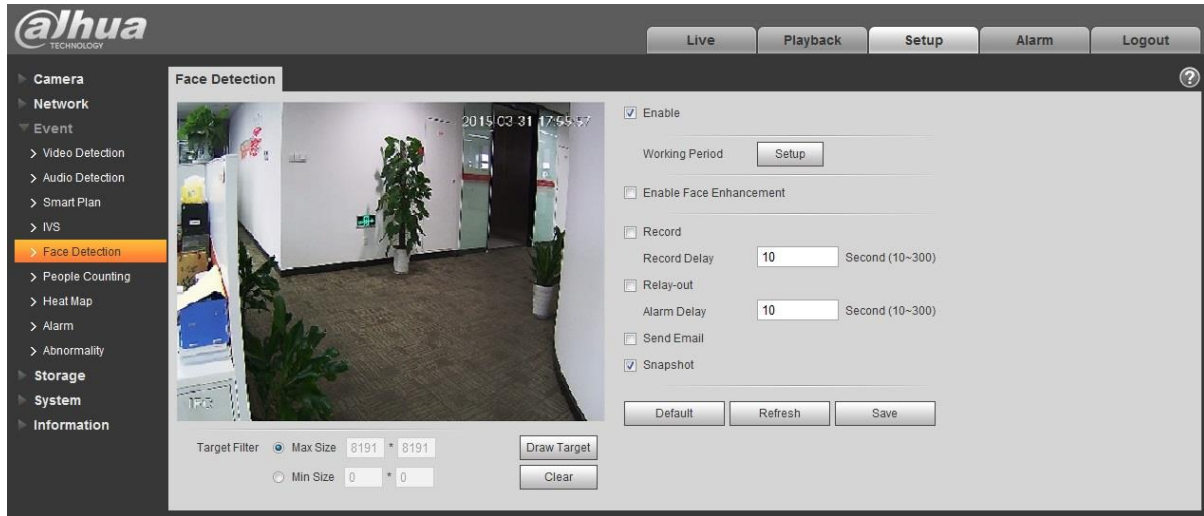 alhua
TECHNOLOGY
Live
Playback
Setup
Alarm
Logout
Camera
Network
Event
Video Detection
Audio Detection
Smart Plan
IVS
Face Detection
People Counting
Heat Map
Alarm
Abnormality
Storage
System
Information
Face Detection
2015-03-31 17:55:57
IPC
Target Filter Max Size 8191 * 8191
Min Size 0 * 0
Draw Target
Clear
Enable
Working Period Setup
Enable Face Enhancement
Record
Record Delay 10 Second (10~300)
Relay-out
Alarm Delay 10 Second (10~300)
Send Email
Snapshot
Default Refresh Save